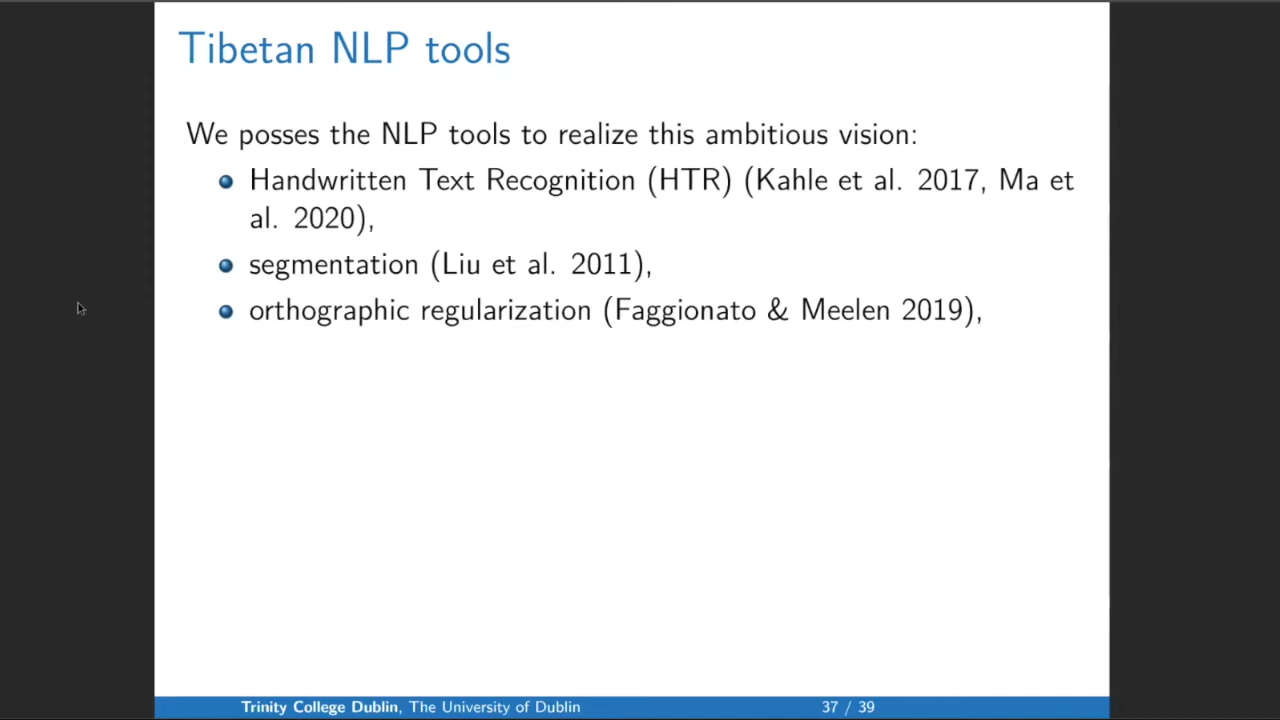 Tibetan NLP tools
We posses the NLP tools to realize this ambitious vision:
Handwritten Text Recognition (HTR) (Kahle et al. 2017, Ma et
al. 2020),
segmentation (Liu et al. 2011),
orthographic regularization (Faggionato & Meelen 2019),
Trinity College Dublin, The University of Dublin 37 / 39